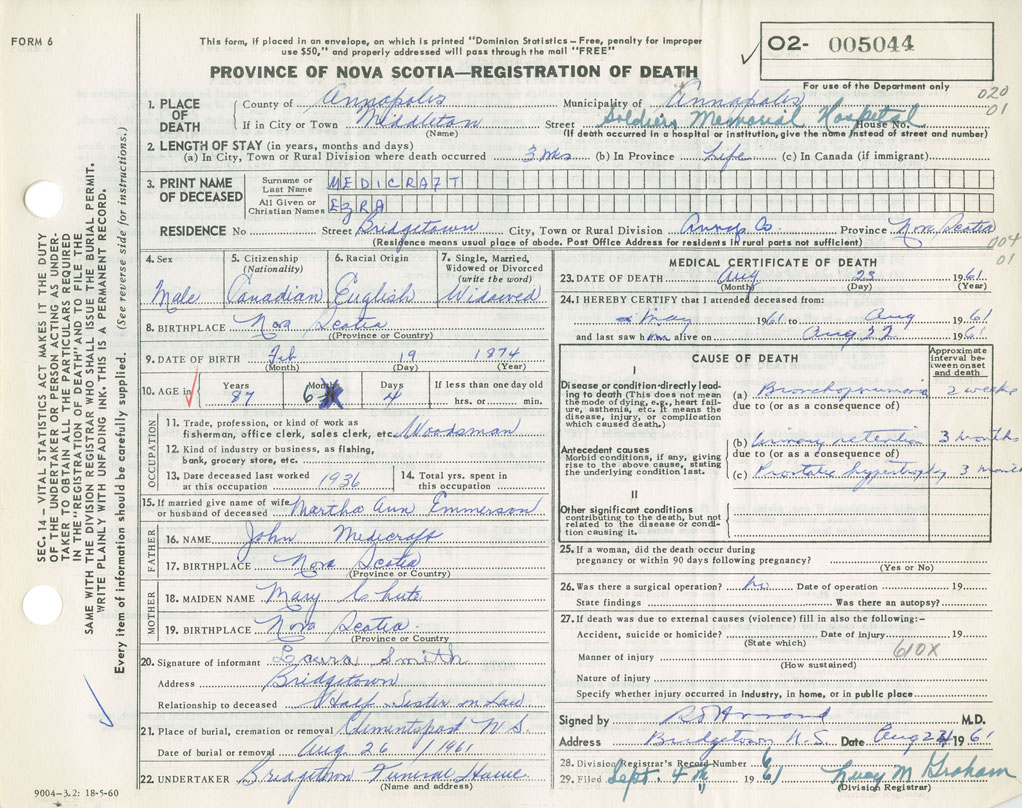 FORM 6
This form, if placed in an envelope, on which is printed "Dominion Statistics – Free, penalty for improper
use $50," and properly addressed will pass through the mail "FREE"
PROVINCE OF NOVA SCOTIA—REGISTRATION OF DEATH
02- 005044
For use of the Department only
020
01
1. PLACE OF DEATH
County of Annapolis Municipality of Annapolis
If in City or Town Middleton Street Soldiers Memorial Hospital House No.
(Name) (If death occurred in a hospital or institution, give the name instead of street and number)
2. LENGTH OF STAY (in years, months and days)
(a) In City, Town or Rural Division where death occurred 3 wks (b) In Province Life (c) In Canada (if immigrant)
3. PRINT NAME OF DECEASED
Surname or Last Name MEDICRAFT
All Given or Christian Names EZRA
RESIDENCE No Street Bridgetown City, Town or Rural Division Annap. Co. Province Nova Scotia
(Residence means usual place of abode. Post Office Address for residents in rural parts not sufficient)
004
01
4. Sex
Male
5. Citizenship (Nationality)
Canadian
6. Racial Origin
English
7. Single, Married, Widowed or Divorced (write the word)
Widowed
8. BIRTHPLACE Nova Scotia
(Province or Country)
9. DATE OF BIRTH Feb 19 1874
(Month) (Day) (Year)
10. AGE in Years 87 Months 6 Days 4 If less than one day old
hrs. or min.
OCCUPATION
11. Trade, profession, or kind of work as
fisherman, office clerk, sales clerk, etc. Woodsman
12. Kind of industry or business, as fishing,
bank, grocery store, etc.
13. Date deceased last worked at this occupation 1936
14. Total yrs. spent in this occupation
15. If married give name of wife or husband of deceased Martha Ann Emmerson
FATHER
16. NAME John Medicraft
17. BIRTHPLACE Nova Scotia
(Province or Country)
MOTHER
18. MAIDEN NAME Mary Chute
19. BIRTHPLACE Nova Scotia
(Province or Country
20. Signature of informant Laura Smith
Address Bridgetown
Relationship to deceased Half Sister in Law
21. Place of burial, cremation or removal Clementsport N.S.
Date of burial or removal Aug 26 / 1961
22. UNDERTAKER Bridgetown Funeral Home
(Name and address)
9004–3.2: 18-5-60
MEDICAL CERTIFICATE OF DEATH
23. DATE OF DEATH Aug 23 1961
(Month) (Day) (Year)
24. I HEREBY CERTIFY that I attended deceased from:
May 1961 to Aug 1961
and last saw him alive on Aug 22 1961
CAUSE OF DEATH
Approximate interval between onset and death
I
Disease or condition directly leading to death (This does not mean
the mode of dying, e.g., heart failure, asthenia, etc. It means the
disease, injury, or complication
which caused death.)
(a) Bronchopneumonia 2 weeks
due to (or as a consequence of)
(b) Urinary retention 3 months
due to (or as a consequence of)
Antecedent causes
Morbid conditions, if any, giving
rise to the above cause, stating
the underlying condition last.
(c) Prostatic hypertrophy 3 months
II
Other significant conditions
contributing to the death, but not
related to the disease or condition causing it.
25. If a woman, did the death occur during
pregnancy or within 90 days following pregnancy?
(Yes or No)
26. Was there a surgical operation? no Date of operation 19
State findings Was there an autopsy?
27. If death was due to external causes (violence) fill in also the following:–
Accident, suicide or homicide? Date of injury 19
(State which)
610X
Manner of injury
(How sustained)
Nature of injury
Specify whether injury occurred in industry, in home, or in public place
Signed by M.D.
Address Bridgetown N.S. Date Aug 24 1961
28. Division Registrar's Record Number 6
29. Filed Sept. 4th 1961 Lucy M Graham
(Division Registrar)
SEC. 14 – VITAL STATISTICS ACT MAKES IT THE DUTY
OF THE UNDERTAKER OR PERSON ACTING AS UNDERTAKER TO OBTAIN ALL THE PARTICULARS REQUIRED
IN THE "REGISTRATION OF DEATH" AND TO FILE THE
SAME WITH THE DIVISION REGISTRAR WHO SHALL ISSUE THE BURIAL PERMIT.
WRITE PLAINLY WITH UNFADING INK. THIS IS A PERMANENT RECORD.
Every item of information should be carefully supplied. (See reverse side for instructions.)